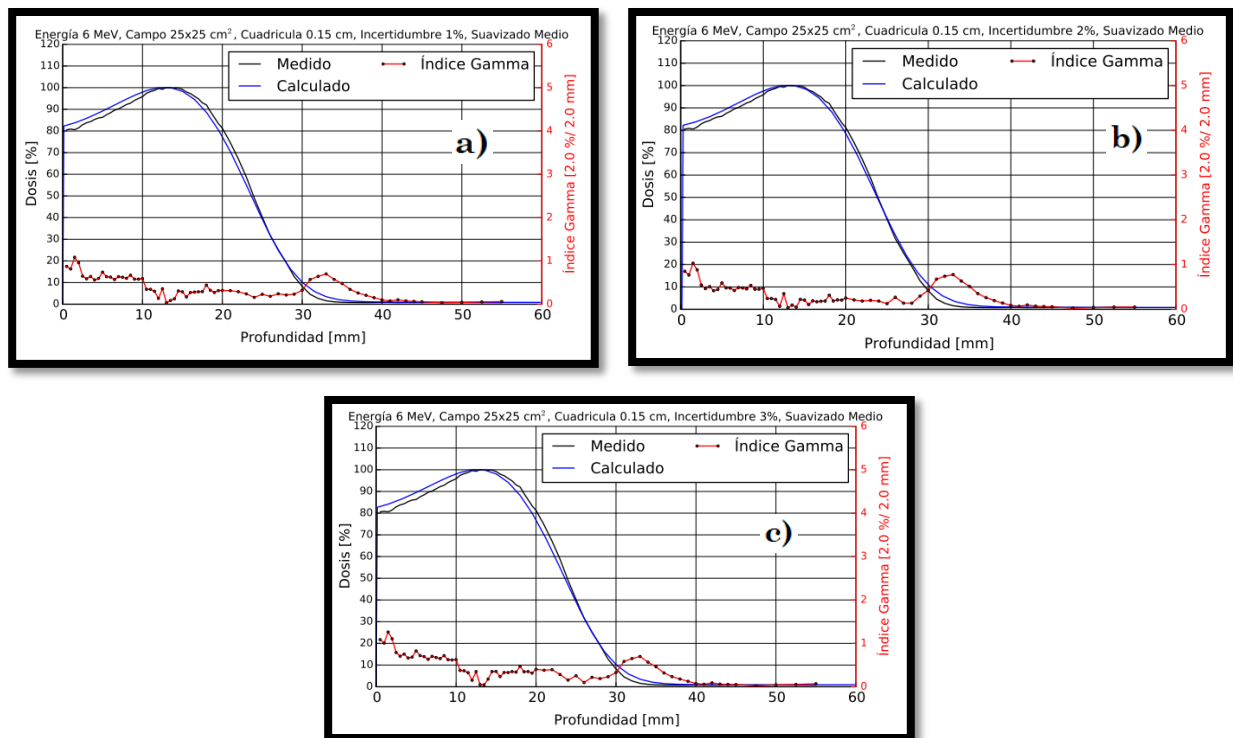 Energía 6 MeV, Campo 25x25 cm², Cuadricula 0.15 cm, Incertidumbre 1%, Suavizado Medio
120
110
100
90
80
70
60
50
40
30
20
10
0
Dosis [%]
Medido
Calculado
Índice Gamma
a)
6
5
4
3
2
1
0
Índice Gamma [2.0 %/ 2.0 mm]
0 10 20 30 40 50 60
Profundidad [mm]
Energía 6 MeV, Campo 25x25 cm², Cuadricula 0.15 cm, Incertidumbre 2%, Suavizado Medio
120
110
100
90
80
70
60
50
40
30
20
10
0
Dosis [%]
Medido
Calculado
Índice Gamma
b)
6
5
4
3
2
1
0
Índice Gamma [2.0 %/ 2.0 mm]
0 10 20 30 40 50 60
Profundidad [mm]
Energía 6 MeV, Campo 25x25 cm², Cuadricula 0.15 cm, Incertidumbre 3%, Suavizado Medio
120
110
100
90
80
70
60
50
40
30
20
10
0
Dosis [%]
Medido
Calculado
Índice Gamma
c)
6
5
4
3
2
1
0
Índice Gamma [2.0 %/ 2.0 mm]
0 10 20 30 40 50 60
Profundidad [mm]